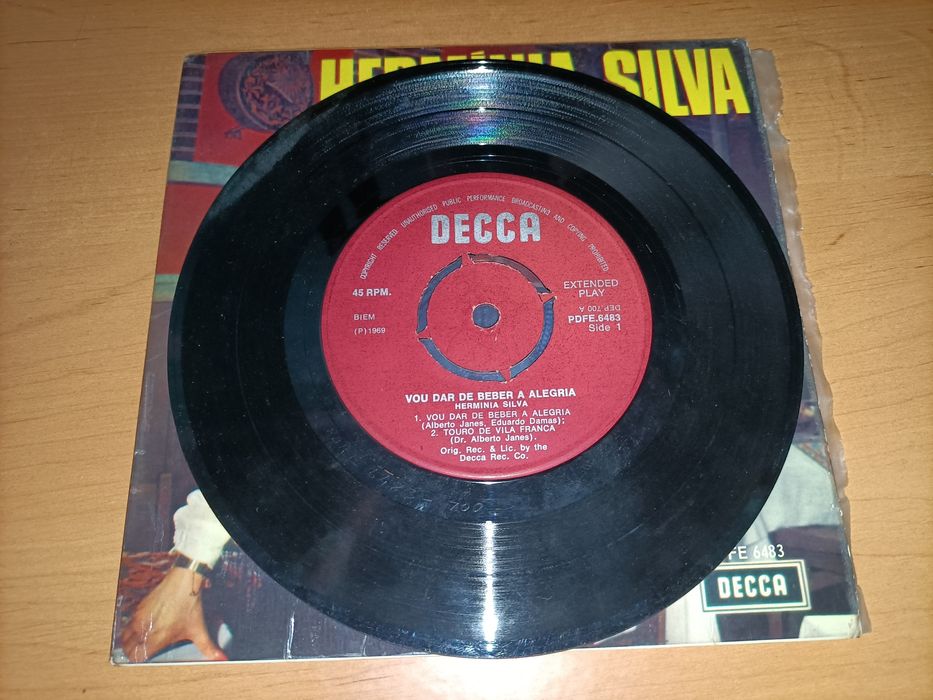 HERMÍNIA SILVA
COPYRIGHT RESERVED UNAUTHORISED PUBLIC PERFORMANCE BROADCASTING AND COPYING PROHIBITED
DECCA
45 RPM.
EXTENDED
PLAY
DEP.700 A
BIEM
PDFE.6483
(P)1969
Side 1
VOU DAR DE BEBER A ALEGRIA
HERMINIA SILVA
1. VOU DAR DE BEBER A ALEGRIA
(Alberto Janes, Eduardo Damas);
2. TOURO DE VILA FRANCA
(Dr. Alberto Janes).
Orig. Rec. & Lic. by the
Decca Rec. Co.
FE 6483
DECCA